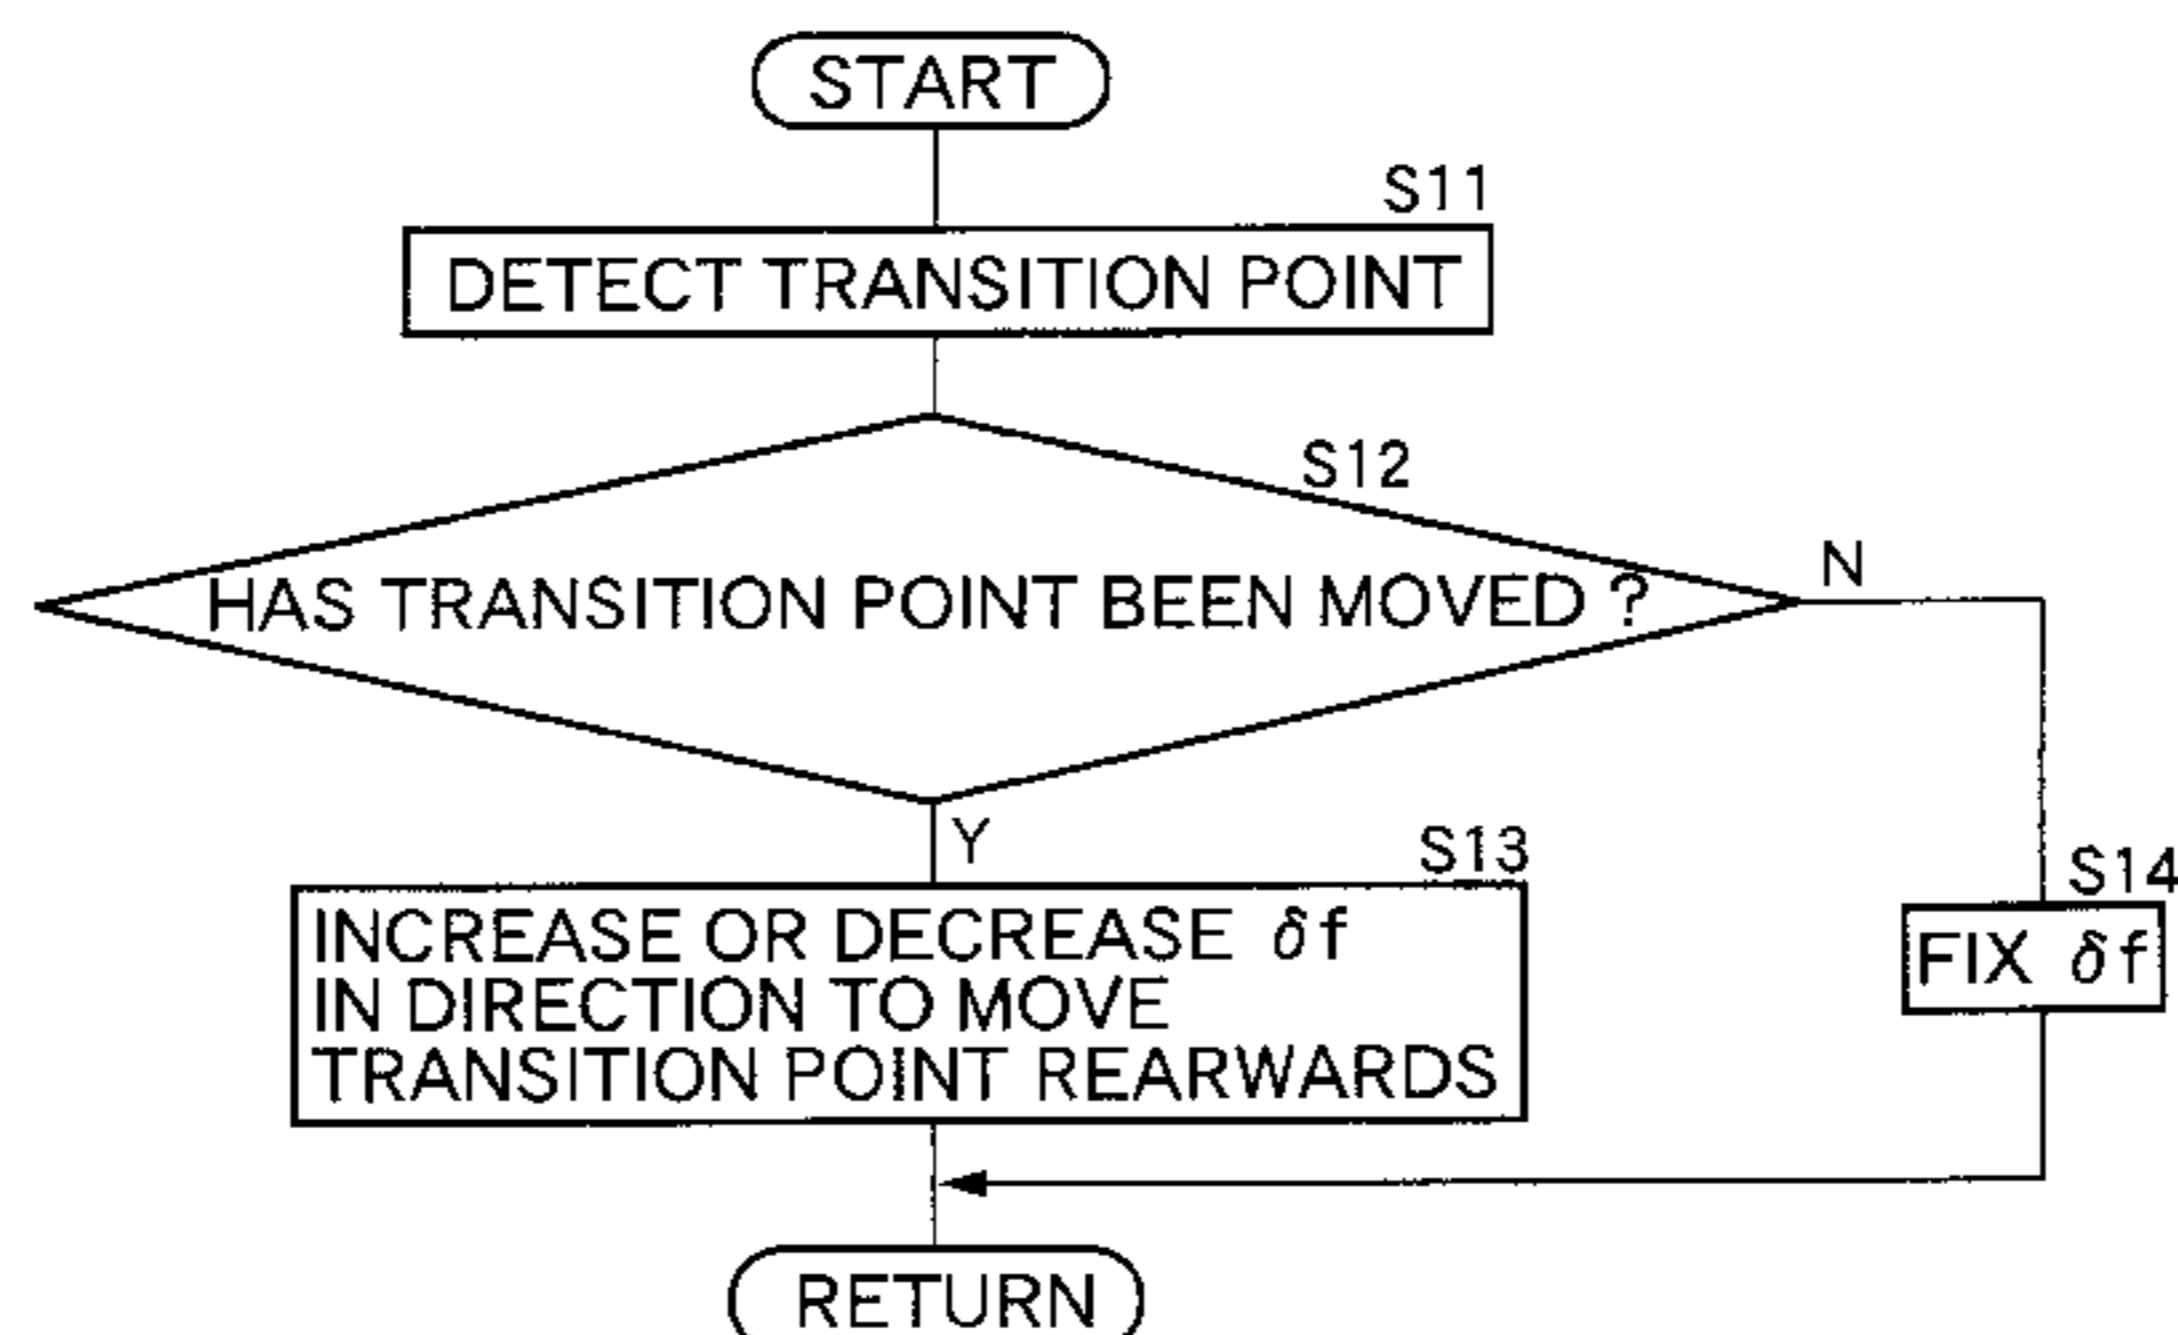 START
S11
DETECT TRANSITION POINT
S12
HAS TRANSITION POINT BEEN MOVED ?
N
Y
S13
INCREASE OR DECREASE δf
IN DIRECTION TO MOVE
TRANSITION POINT REARWARDS
S14
FIX δf
RETURN